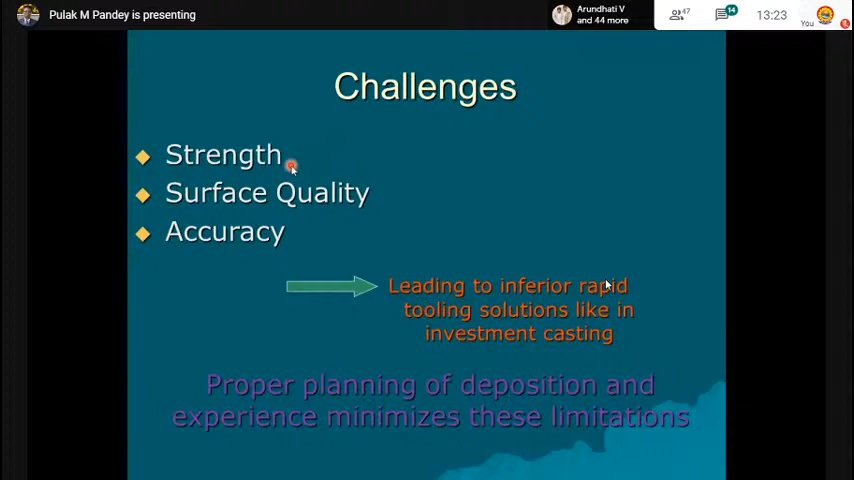 Pulak M Pandey is presenting
Arundhati V
and 44 more
47
14
13:23
You
Challenges
Strength
Surface Quality
Accuracy
Leading to inferior rapid
tooling solutions like in
investment casting
Proper planning of deposition and
experience minimizes these limitations